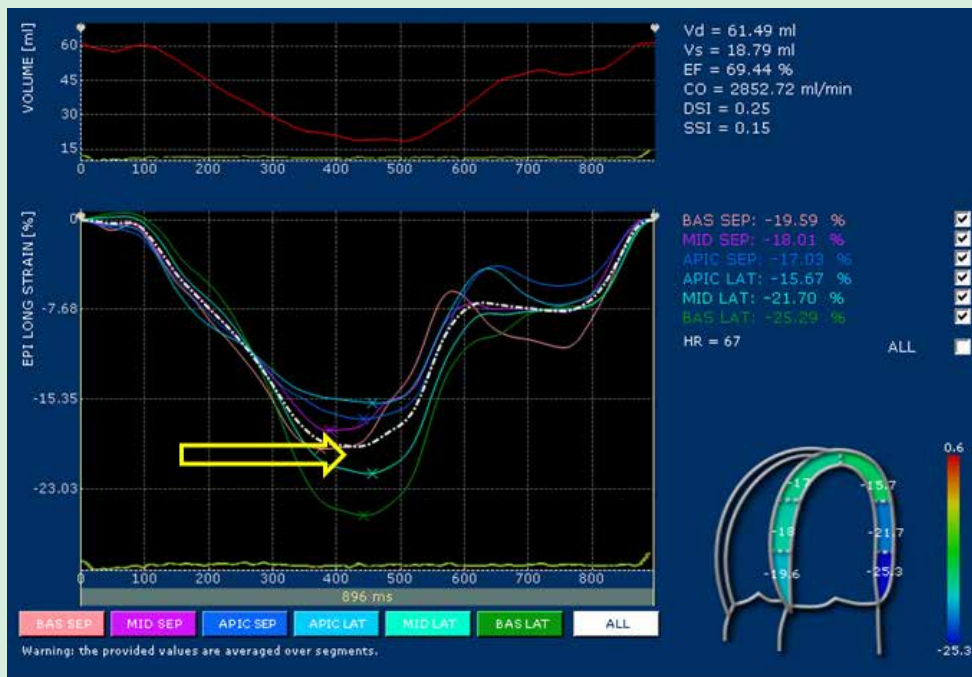 VOLUME [ml]
60
45
30
15
0 100 200 300 400 500 600 700 800
Vd = 61.49 ml
Vs = 18.79 ml
EF = 69.44 %
CO = 2852.72 ml/min
DSI = 0.25
SSI = 0.15
EPI LONG STRAIN [%]
0
-7.68
-15.35
-23.03
0 100 200 300 400 500 600 700 800
896 ms
BAS SEP: -19.59 %
MID SEP: -18.01 %
APIC SEP: -17.03 %
APIC LAT: -15.67 %
MID LAT: -21.70 %
BAS LAT: -25.29 %
HR = 67
ALL
0.6
-17 -15.7
-18 -21.7
-19.6 -25.3
-25.3
BAS SEP MID SEP APIC SEP APIC LAT MID LAT BAS LAT ALL
Warning: the provided values are averaged over segments.